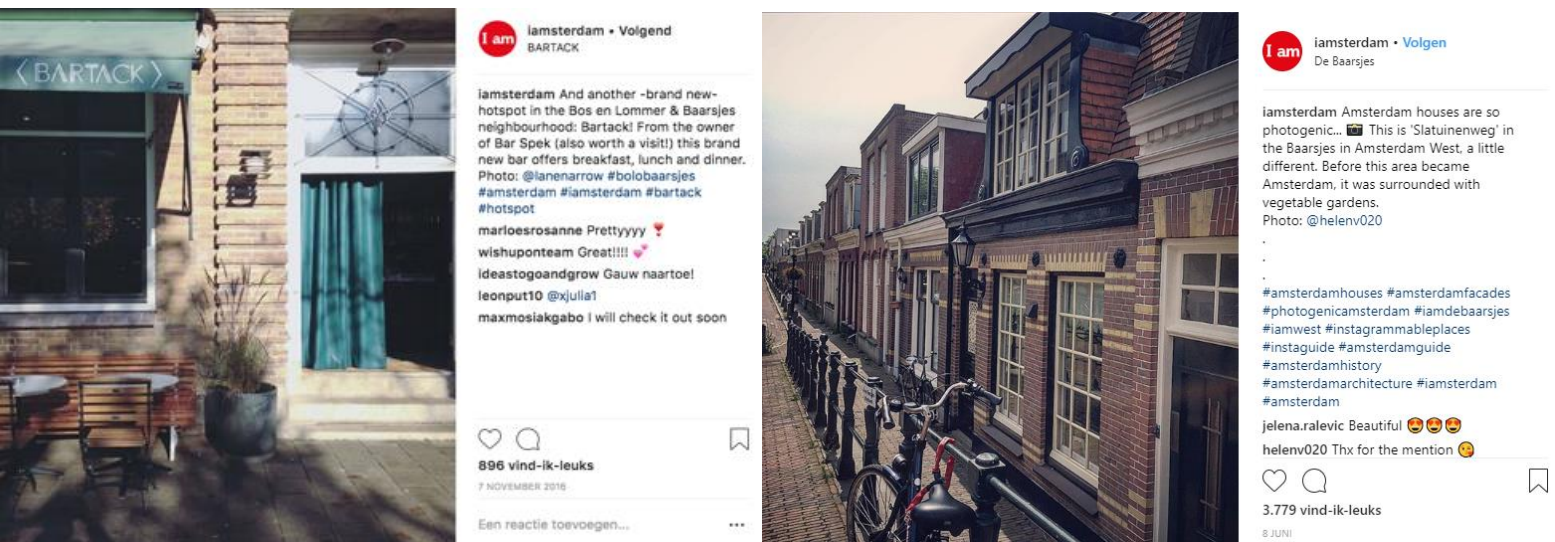 〈 BARTACK 〉
I am
iamsterdam • Volgend
BARTACK
iamsterdam And another -brand new-
hotspot in the Bos en Lommer & Baarsjes
neighbourhood: Bartack! From the owner
of Bar Spek (also worth a visit!) this brand
new bar offers breakfast, lunch and dinner.
Photo: @lanenarrow #bolobaarsjes
#amsterdam #iamsterdam #bartack
#hotspot
marloesrosanne Prettyyyy ❣️
wishuponteam Great!!!! 💕
ideastogoandgrow Gauw naartoe!
leonput10 @xjulia1
maxmosiakgabo I will check it out soon
896 vind-ik-leuks
7 NOVEMBER 2016
Een reactie toevoegen...
I am
iamsterdam • Volgen
De Baarsjes
iamsterdam Amsterdam houses are so
photogenic... 📷 This is 'Slatuinenweg' in
the Baarsjes in Amsterdam West, a little
different. Before this area became
Amsterdam, it was surrounded with
vegetable gardens.
Photo: @helenv020
.
.
.
#amsterdamhouses #amsterdamfacades
#photogenicamsterdam #iamdebaarsjes
#iamwest #instagrammableplaces
#instaguide #amsterdamguide
#amsterdamhistory
#amsterdamarchitecture #iamsterdam
#amsterdam
jelena.ralevic Beautiful 😍😍😍
helenv020 Thx for the mention 😘
3.779 vind-ik-leuks
8 JUNI